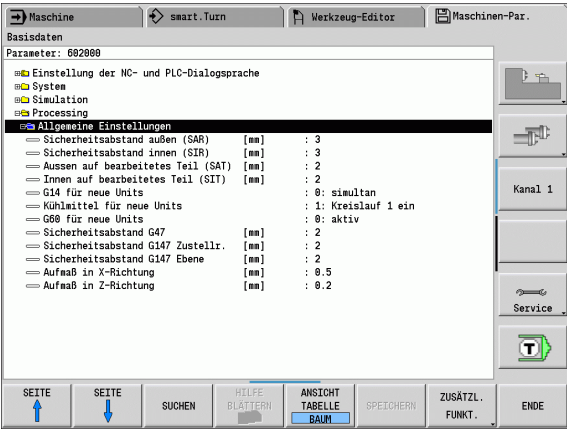 Maschine
smart.Turn
Werkzeug-Editor
Maschinen-Par.
Basisdaten
Parameter: 602000
Einstellung der NC- und PLC-Dialogsprache
System
Simulation
Processing
Allgemeine Einstellungen
Sicherheitsabstand außen (SAR) [mm] : 3
Sicherheitsabstand innen (SIR) [mm] : 3
Aussen auf bearbeitetes Teil (SAT) [mm] : 2
Innen auf bearbeitetes Teil (SIT) [mm] : 2
G14 für neue Units : 0: simultan
Kühlmittel für neue Units : 1: Kreislauf 1 ein
G60 für neue Units : 0: aktiv
Sicherheitsabstand G47 [mm] : 2
Sicherheitsabstand G147 Zustellr. [mm] : 2
Sicherheitsabstand G147 Ebene [mm] : 2
Aufmaß in X-Richtung [mm] : 0.5
Aufmaß in Z-Richtung [mm] : 0.2
Kanal 1
Service
T
SEITE
SEITE
SUCHEN
HILFE
BLÄTTERN
ANSICHT
TABELLE
BAUM
SPEICHERN
ZUSÄTZL.
FUNKT.
ENDE